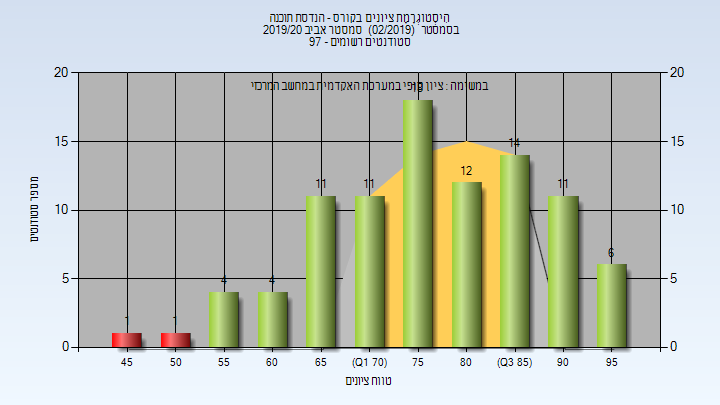 הִיסְטוֹגְרַמַת ציונים בקורס - הנדסת תוכנה
בסמסטר (02/2019) סמסטר אביב 2019/20
סטודנטים רשומים - 97
במשימה : ציון סופי במערכת האקדמית במחשב המרכזי
20 20
15 15
10 10
5 5
0 0
1 1 4 4 11 11 18 12 14 11 6
מספר סטודנטים
45 50 55 60 65 (Q1 70) 75 80 (Q3 85) 90 95
טווח ציונים